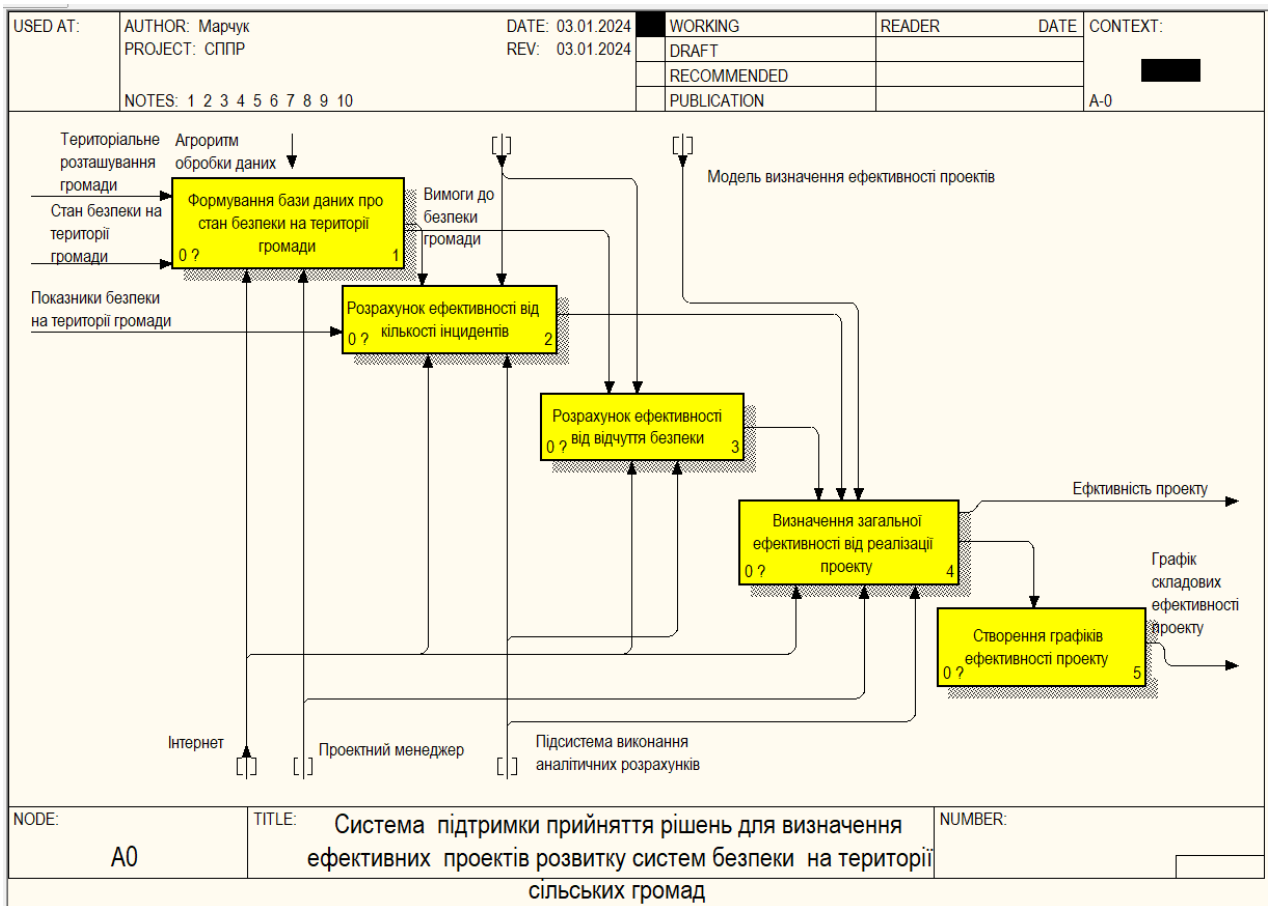 USED AT:
AUTHOR: Марчук
DATE: 03.01.2024
WORKING
READER
DATE
CONTEXT:
PROJECT: СППР
REV: 03.01.2024
DRAFT
RECOMMENDED
NOTES: 1 2 3 4 5 6 7 8 9 10
PUBLICATION
A-0
Територіальне
розташування
громади
Агроритм
обробки даних
Модель визначення ефективності проектів
Стан безпеки на
території
громади
Формування бази даних про
стан безпеки на території
громади
0 ?
1
Вимоги до
безпеки
громади
Показники безпеки
на території громади
Розрахунок ефективності від
кількості інцидентів
0 ?
2
Розрахунок ефективності
від відчуття безпеки
0 ?
3
Визначення загальної
ефективності від реалізації
проекту
0 ?
4
Ефктивність проекту
Графік
складових
ефективності
проекту
Створення графіків
ефективності проекту
0 ?
5
Інтернет
Проектний менеджер
Підсистема виконання
аналітичних розрахунків
NODE:
A0
TITLE:
Система підтримки прийняття рішень для визначення
ефективних проектів розвитку систем безпеки на території
сільських громад
NUMBER: